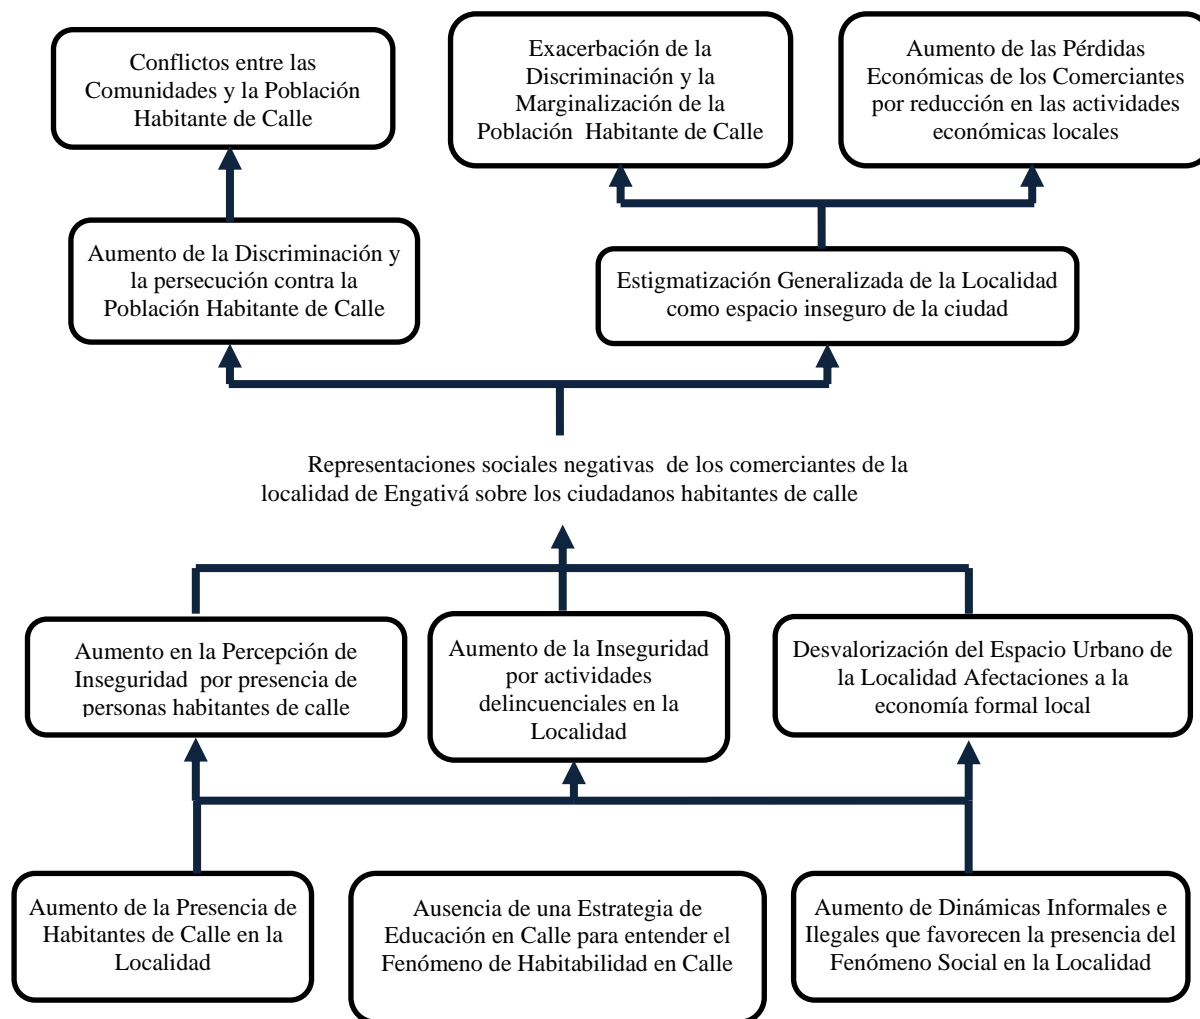 Conflictos entre las
Comunidades y la Población
Habitante de Calle
Exacerbación de la
Discriminación y la
Marginalización de la
Población Habitante de Calle
Aumento de las Pérdidas
Económicas de los Comerciantes
por reducción en las actividades
económicas locales
Aumento de la Discriminación y
la persecución contra la
Población Habitante de Calle
Estigmatización Generalizada de la Localidad
como espacio inseguro de la ciudad
Representaciones sociales negativas de los comerciantes de la
localidad de Engativá sobre los ciudadanos habitantes de calle
Aumento en la Percepción de
Inseguridad por presencia de
personas habitantes de calle
Aumento de la Inseguridad
por actividades
delincuenciales en la
Localidad
Desvalorización del Espacio Urbano de
la Localidad Afectaciones a la
economía formal local
Aumento de la Presencia de
Habitantes de Calle en la
Localidad
Ausencia de una Estrategia de
Educación en Calle para entender el
Fenómeno de Habitabilidad en Calle
Aumento de Dinámicas Informales e
Ilegales que favorecen la presencia del
Fenómeno Social en la Localidad